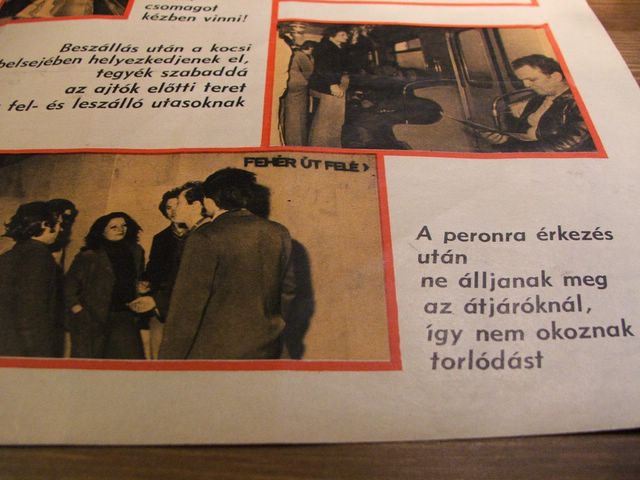 csomagot
kézben vinni!
Beszállás után a kocsi
belsejében helyezkedjenek el,
tegyék szabaddá
az ajtók előtti teret
fel- és leszálló utasoknak
FEHÉR ÚT FELÉ
A peronra érkezés
után
ne álljanak meg
az átjáróknál,
így nem okoznak
torlódást